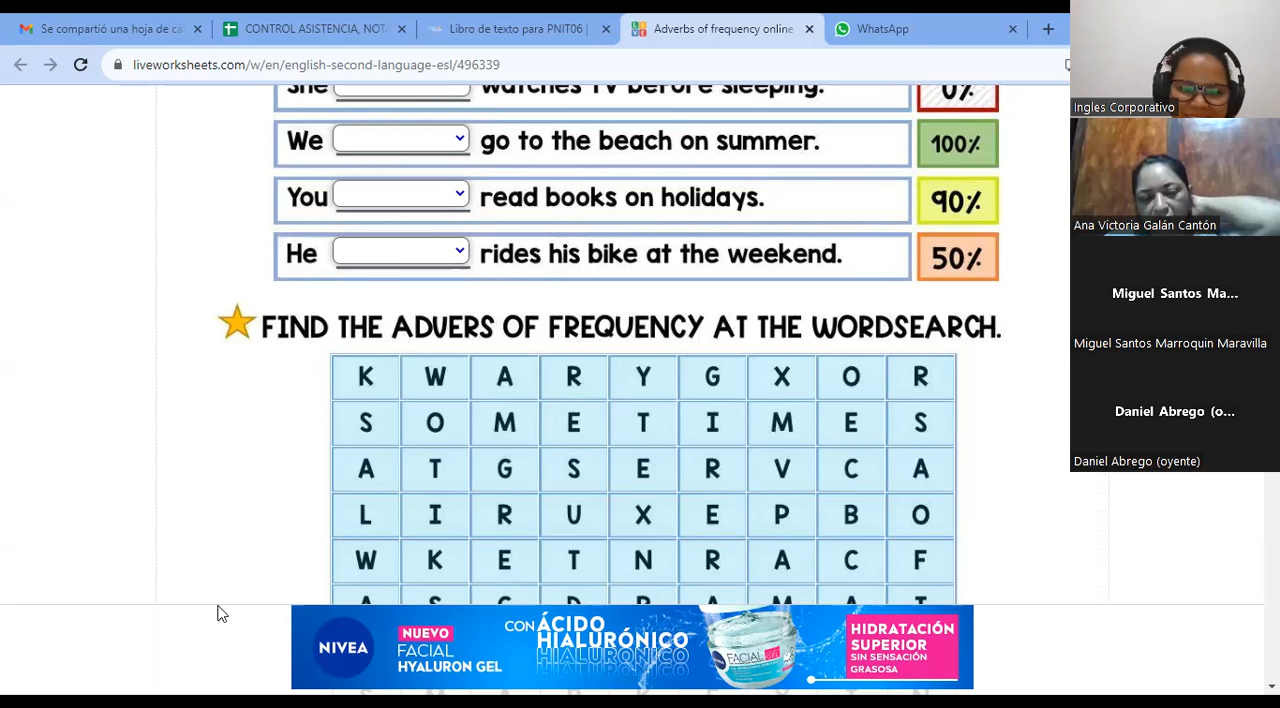 Se compartió una hoja de cá
CONTROL ASISTENCIA, NOT
Libro de texto para PNIT06 |
Adverbs of frequency online
WhatsApp
liveworksheets.com/w/en/english-second-language-esl/496339
She watches TV before sleeping. 0%
We go to the beach on summer. 100%
You read books on holidays. 90%
He rides his bike at the weekend. 50%
FIND THE ADVERS OF FREQUENCY AT THE WORDSEARCH.
K W A R Y G X O R
S O M E T I M E S
A T G S E R V C A
L I R U X E P B O
W K E T N R A C F
NIVEA
NUEVO
FACIAL
HYALURON GEL
CON ÁCIDO
HIALURÓNICO
HIDRATACIÓN
SUPERIOR
SIN SENSACIÓN
GRASOSA
Ingles Corporativo
Ana Victoria Galán Cantón
Miguel Santos Ma...
Miguel Santos Marroquin Maravilla
Daniel Abrego (o...
Daniel Abrego (oyente)